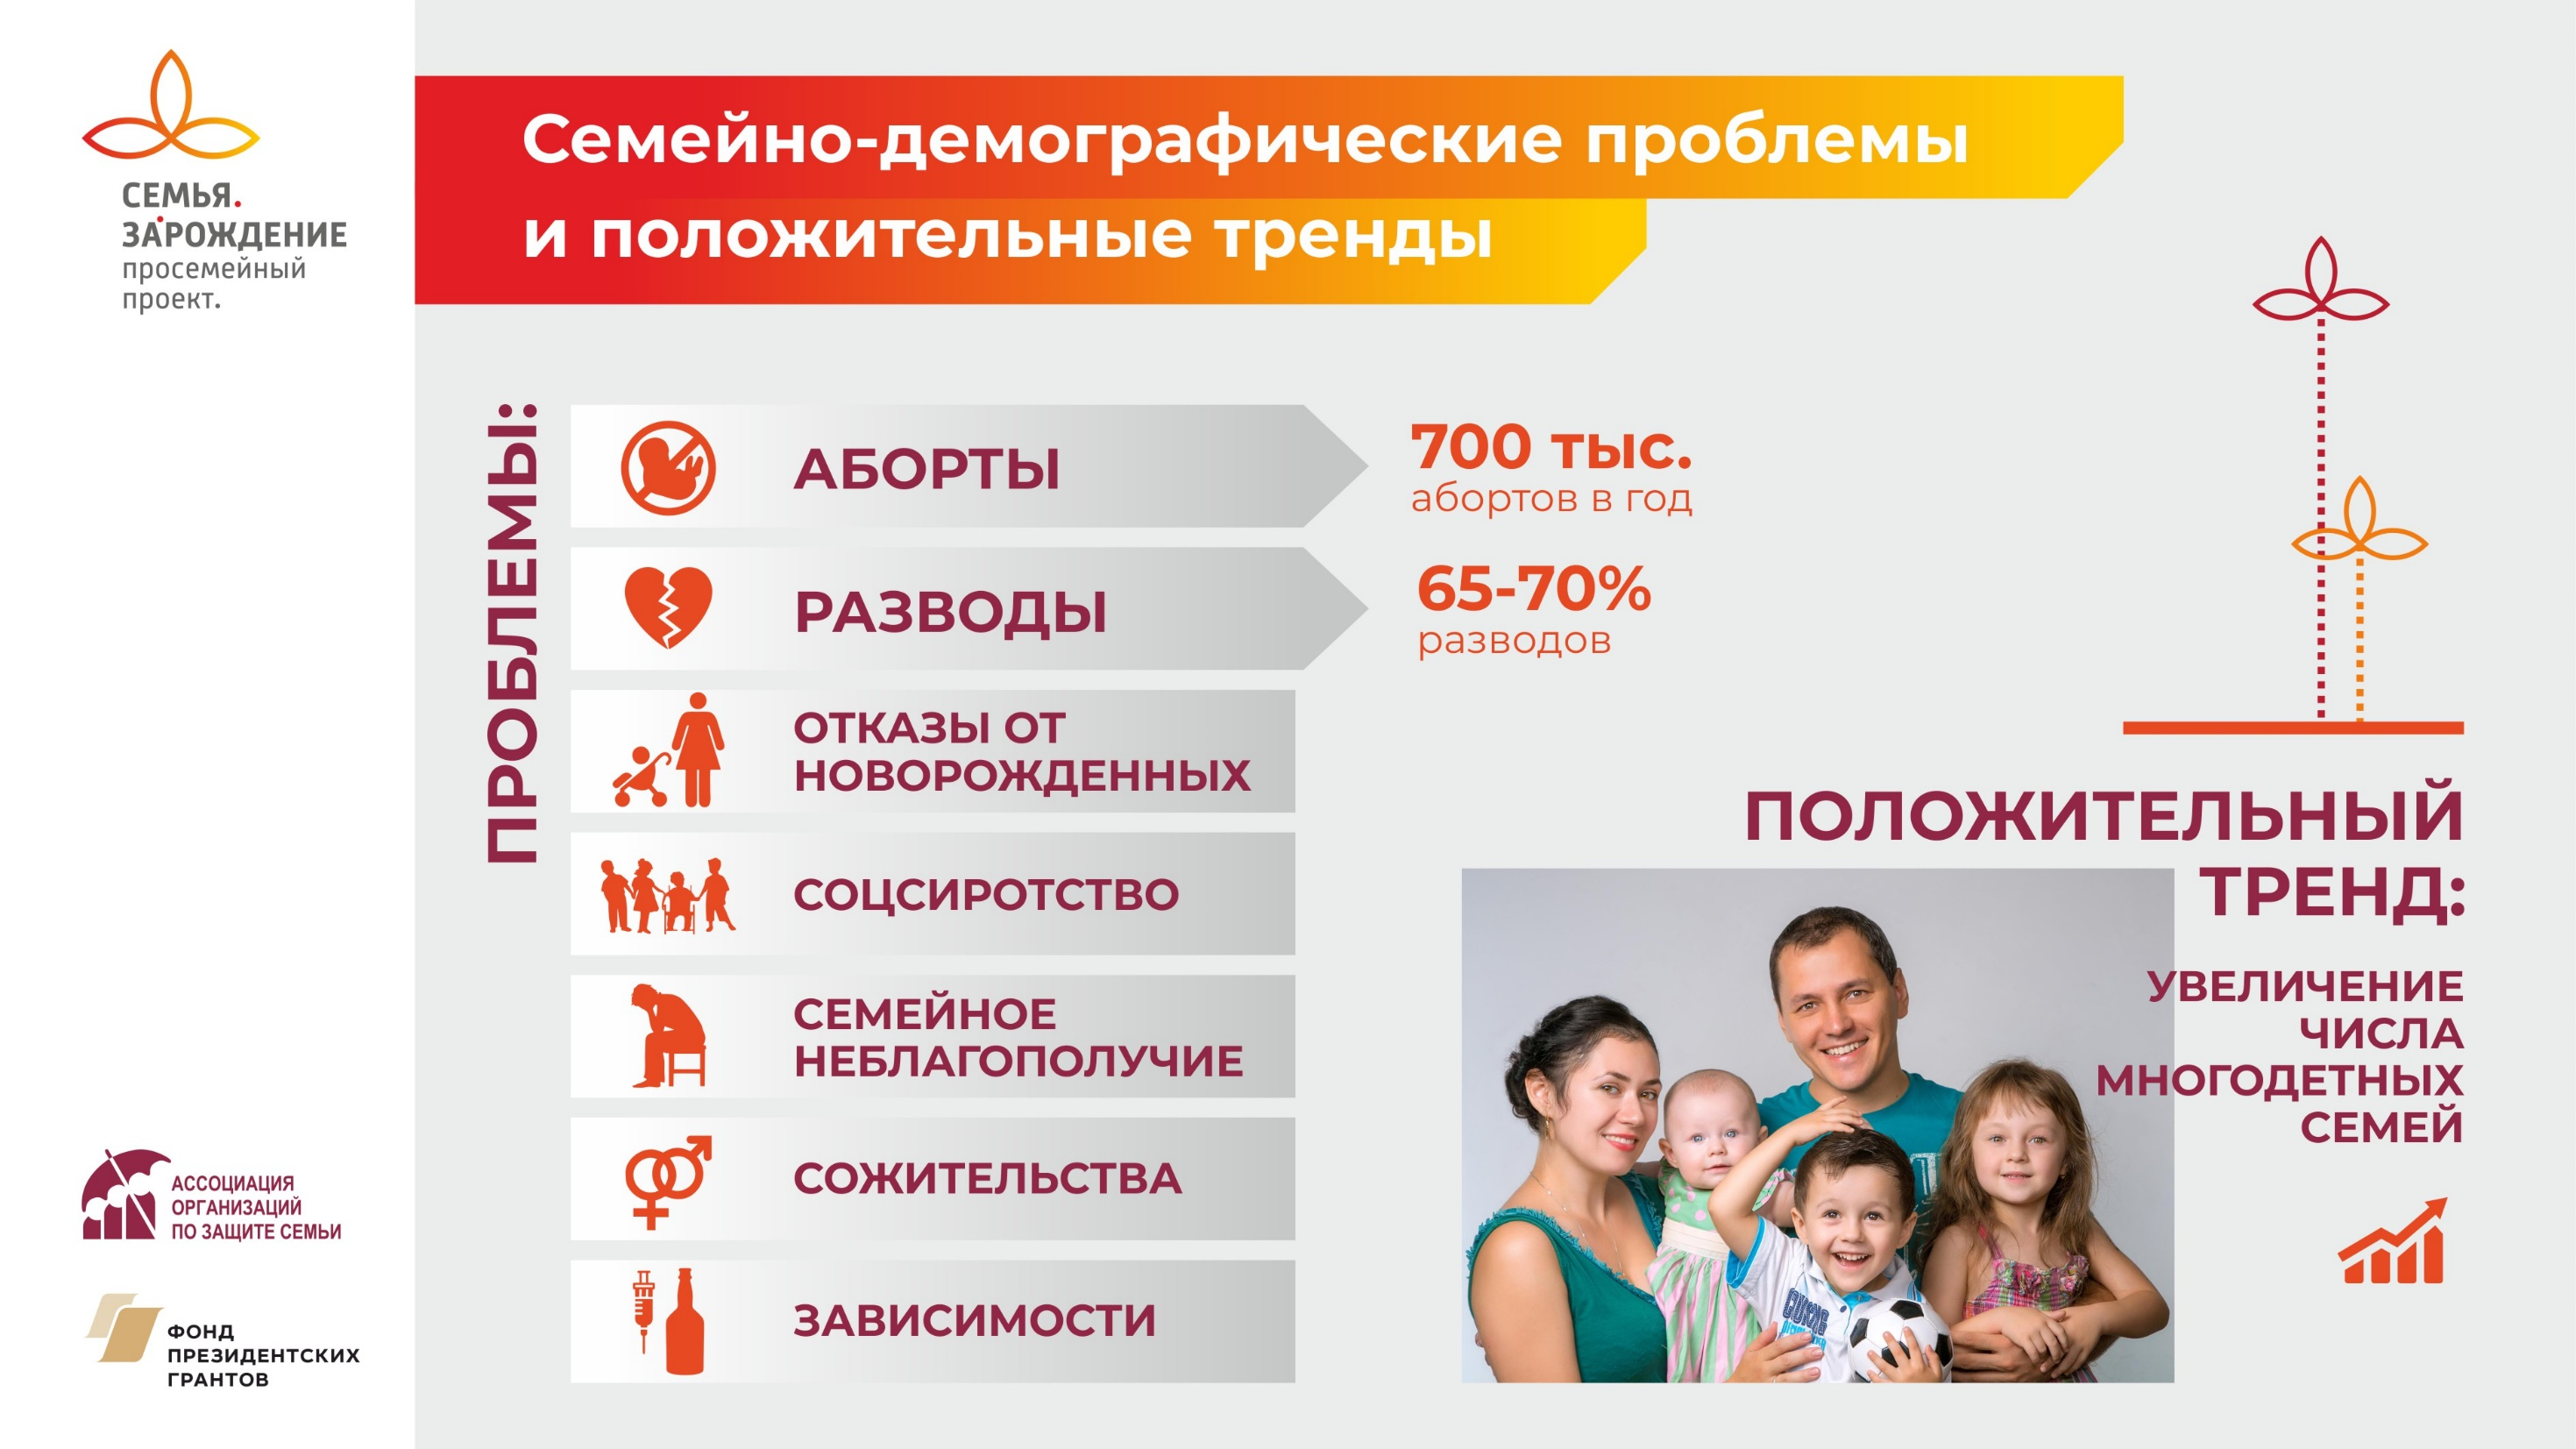 СЕМЬЯ.
ЗАРОЖДЕНИЕ
просемейный
проект.
Семейно-демографические проблемы
и положительные тренды
ПРОБЛЕМЫ:
АБОРТЫ
700 тыс.
абортов в год
РАЗВОДЫ
65-70%
разводов
ОТКАЗЫ ОТ
НОВОРОЖДЕННЫХ
СОЦСИРОТСТВО
СЕМЕЙНОЕ
НЕБЛАГОПОЛУЧИЕ
СОЖИТЕЛЬСТВА
ЗАВИСИМОСТИ
ПОЛОЖИТЕЛЬНЫЙ
ТРЕНД:
УВЕЛИЧЕНИЕ
ЧИСЛА
МНОГОДЕТНЫХ
СЕМЕЙ
АССОЦИАЦИЯ
ОРГАНИЗАЦИЙ
ПО ЗАЩИТЕ СЕМЬИ
ФОНД
ПРЕЗИДЕНТСКИХ
ГРАНТОВ